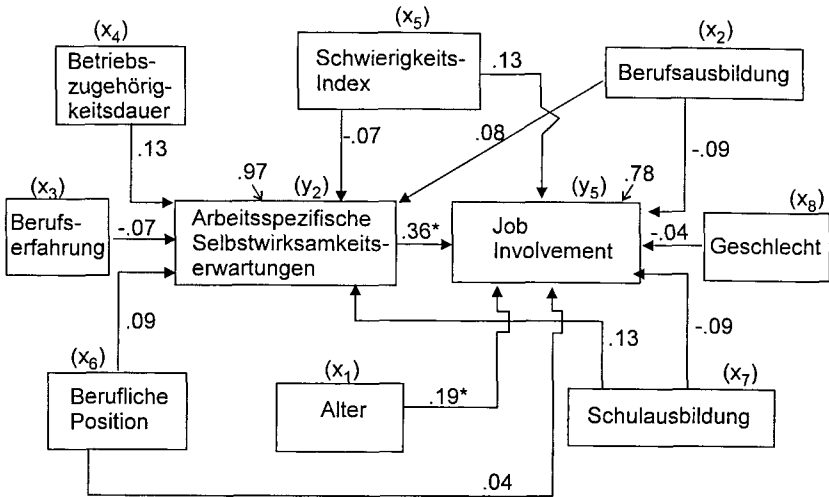 (x4)
Betriebs-
zugehörig-
keitsdauer
(x5)
Schwierigkeits-
Index
(x2)
Berufsausbildung
.13
.13
-.07
.08
-.09
.97
(y2)
(y5)
.78
(x3)
Berufs-
erfahrung
-.07
Arbeitsspezifische
Selbstwirksamkeits-
erwartungen
.36*
Job
Involvement
-.04
(x8)
Geschlecht
.09
.13
-.09
(x6)
Berufliche
Position
(x1)
Alter
.19*
(x7)
Schulausbildung
.04